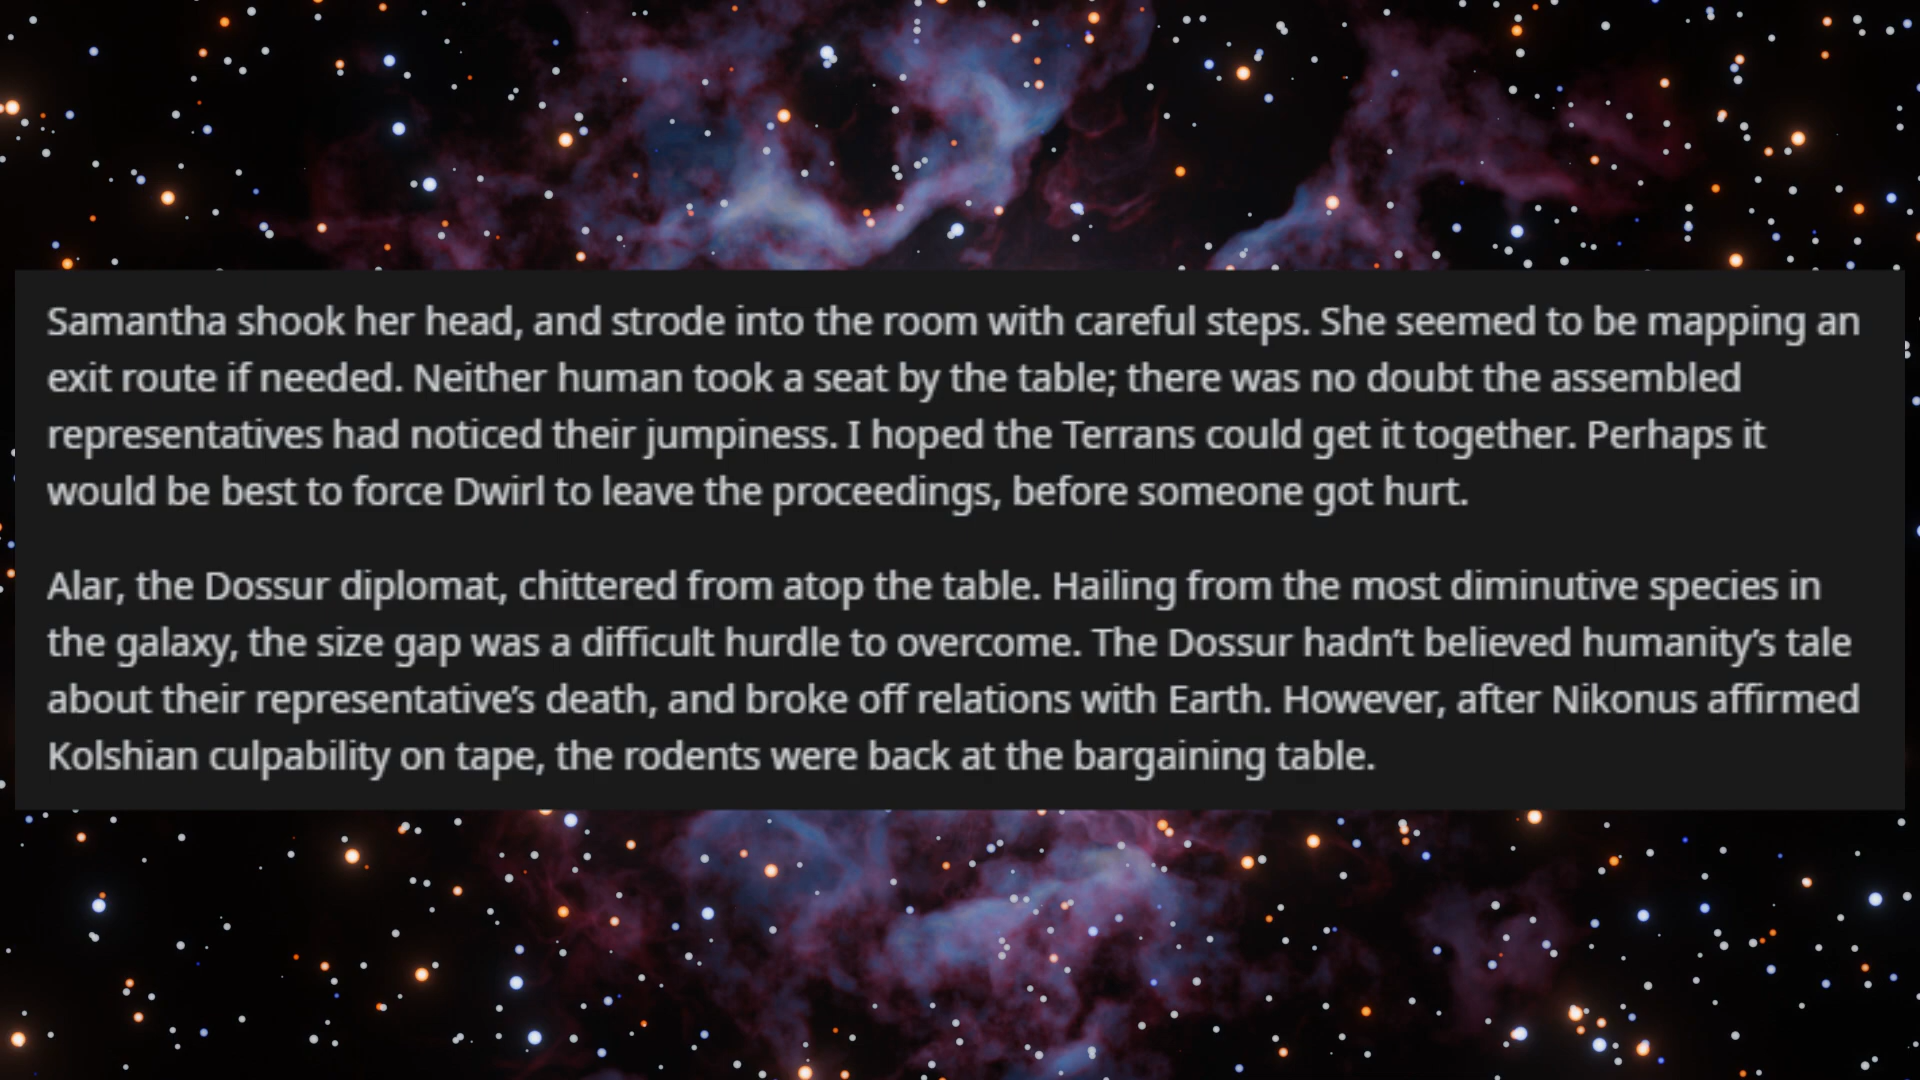 Samantha shook her head, and strode into the room with careful steps. She seemed to be mapping an
exit route if needed. Neither human took a seat by the table; there was no doubt the assembled
representatives had noticed their jumpiness. I hoped the Terrans could get it together. Perhaps it
would be best to force Dwirl to leave the proceedings, before someone got hurt.
Alar, the Dossur diplomat, chittered from atop the table. Hailing from the most diminutive species in
the galaxy, the size gap was a difficult hurdle to overcome. The Dossur hadn’t believed humanity’s tale
about their representative’s death, and broke off relations with Earth. However, after Nikonus affirmed
Kolshian culpability on tape, the rodents were back at the bargaining table.